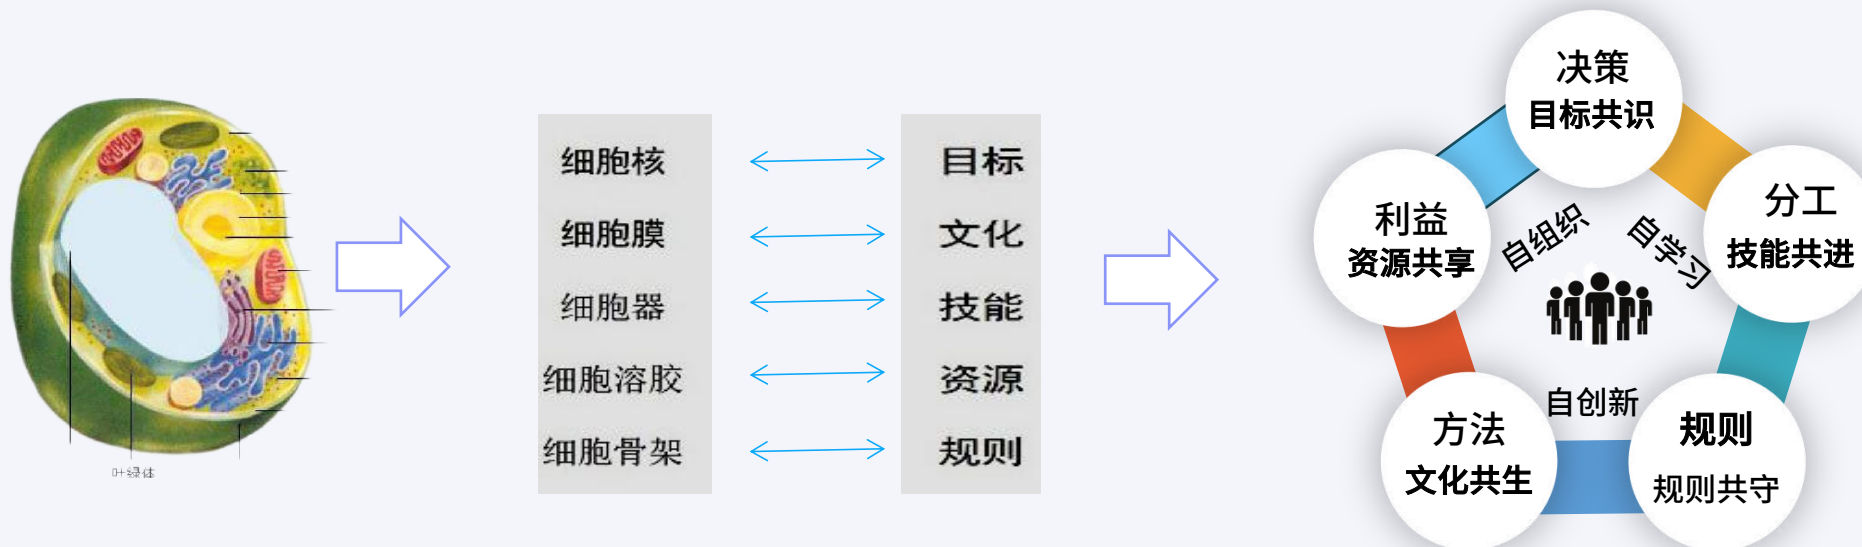 叶绿体
细胞核
细胞膜
细胞器
细胞溶胶
细胞骨架
目标
文化
技能
资源
规则
决策
目标共识
分工
技能共进
规则
规则共守
方法
文化共生
利益
资源共享
自组织
自学习
自创新